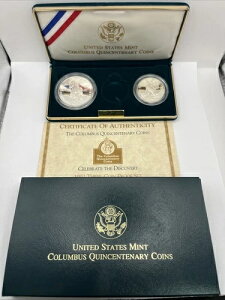 UNITED STATES MINT
COLUMBUS QUINCENTENARY COINS
CERTIFICATE OF AUTHENTICITY
THE COLUMBUS QUINCENTENARY COINS
CELEBRATE THE DISCOVERY
UNITED STATES MINT
COLUMBUS QUINCENTENARY COINS